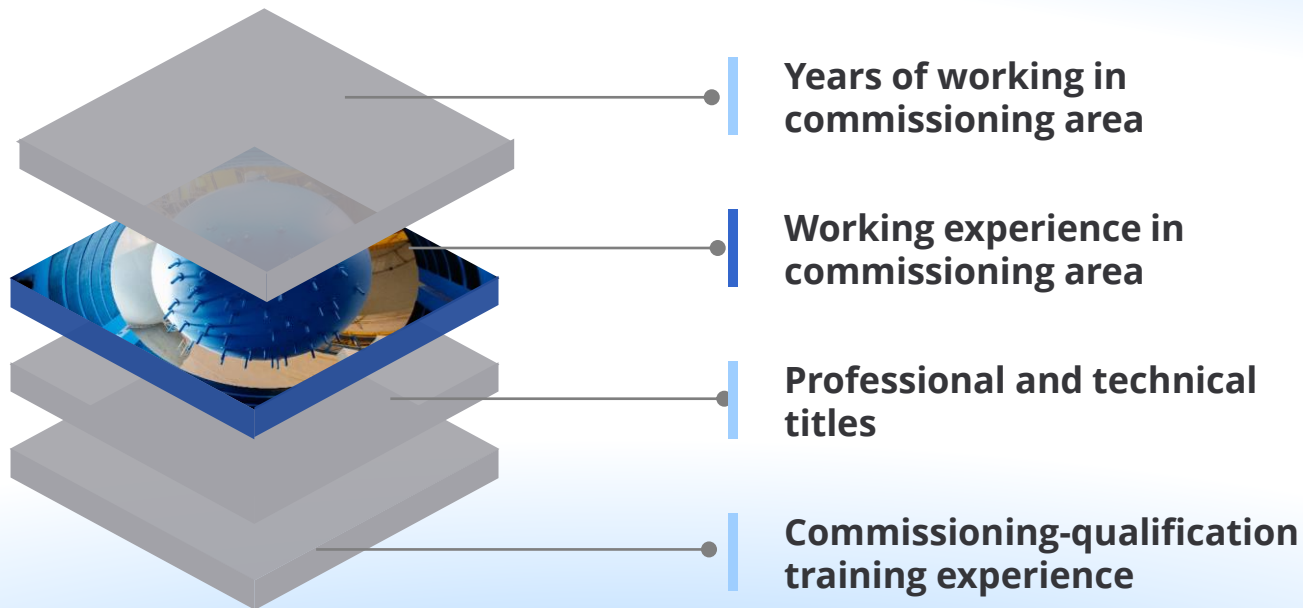 Years of working in
commissioning area
Working experience in
commissioning area
Professional and technical
titles
Commissioning-qualification
training experience